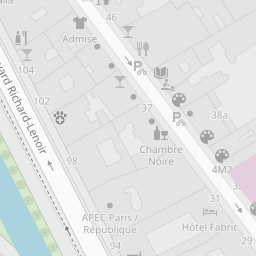 46
Admise
44
104
102
37
38a
ard Richard-Lenoir
Chambre
Noire
98
4M2
APEC Paris /
République
94
Hôtel Fabric